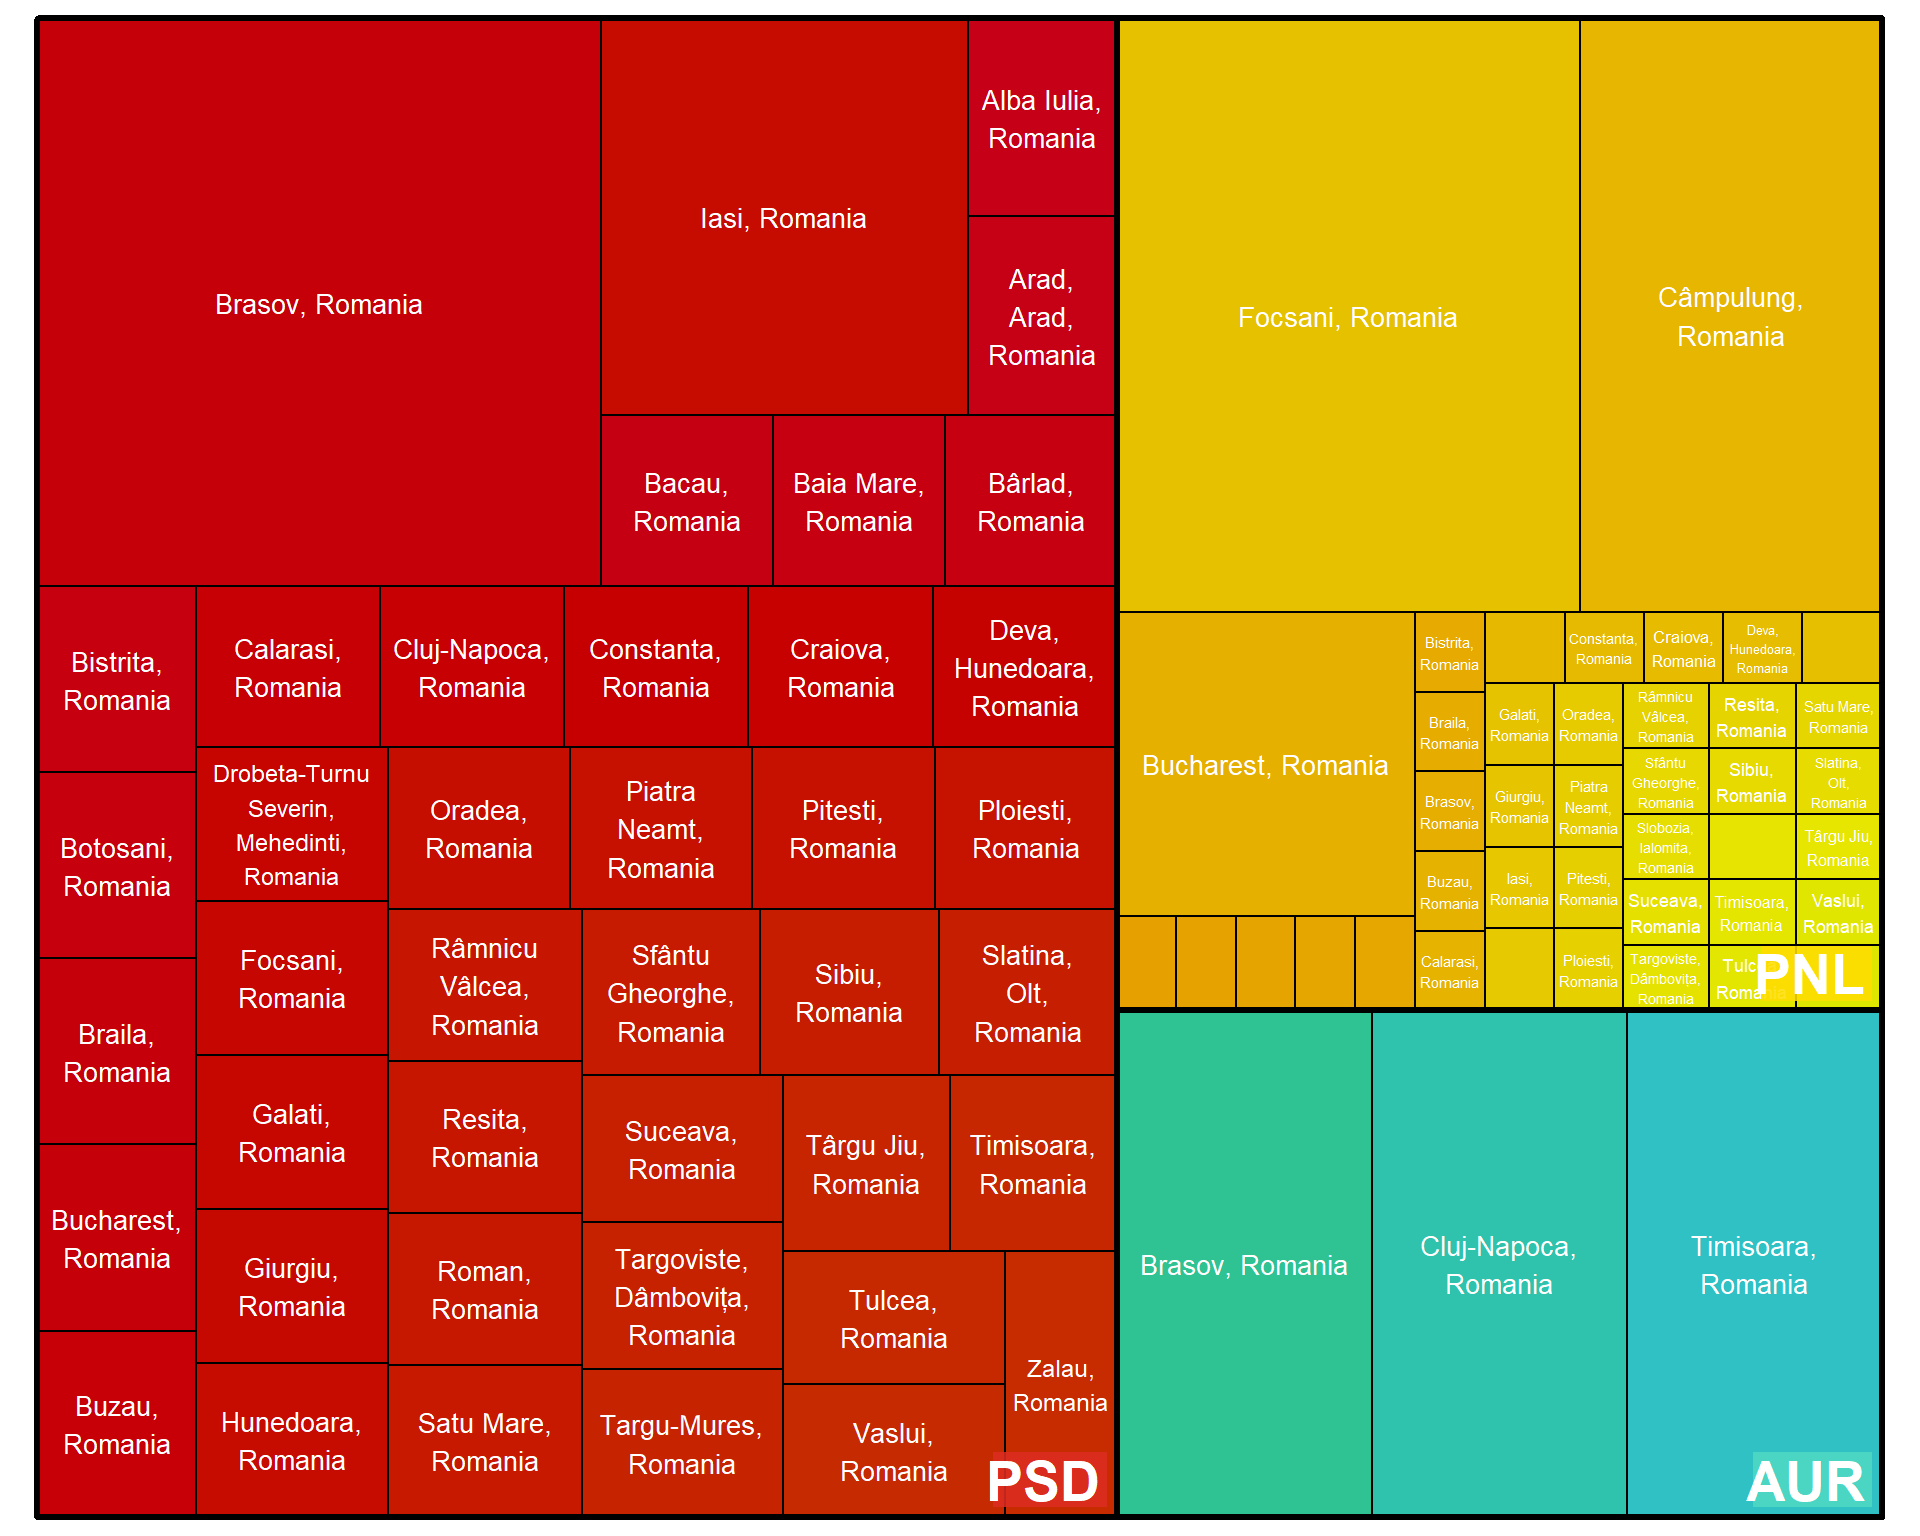 Brasov, Romania
Iasi, Romania
Alba Iulia,
Romania
Arad,
Arad,
Romania
Bacau,
Romania
Baia Mare,
Romania
Bârlad,
Romania
Bistrita,
Romania
Botosani,
Romania
Braila,
Romania
Bucharest,
Romania
Buzau,
Romania
Calarasi,
Romania
Cluj-Napoca,
Romania
Constanta,
Romania
Craiova,
Romania
Deva,
Hunedoara,
Romania
Drobeta-Turnu
Severin,
Mehedinti,
Romania
Focsani,
Romania
Galati,
Romania
Giurgiu,
Romania
Hunedoara,
Romania
Oradea,
Romania
Piatra
Neamt,
Romania
Pitesti,
Romania
Ploiesti,
Romania
Râmnicu
Vâlcea,
Romania
Resita,
Romania
Roman,
Romania
Satu Mare,
Romania
Sfântu
Gheorghe,
Romania
Sibiu,
Romania
Slatina,
Olt,
Romania
Suceava,
Romania
Targoviste,
Dâmbovița,
Romania
Targu-Mures,
Romania
Târgu Jiu,
Romania
Timisoara,
Romania
Tulcea,
Romania
Vaslui,
Romania
Zalau,
Romania
PSD
Focsani, Romania
Câmpulung,
Romania
Bucharest, Romania
Bistrita,
Romania
Braila,
Romania
Brasov,
Romania
Buzau,
Romania
Calarasi,
Romania
Constanta,
Romania
Craiova,
Romania
Deva,
Hunedoara,
Romania
Galati,
Romania
Giurgiu,
Romania
Iasi,
Romania
Oradea,
Romania
Piatra
Neamt,
Romania
Pitesti,
Romania
Ploiesti,
Romania
Râmnicu
Vâlcea,
Romania
Sfântu
Gheorghe,
Romania
Slobozia,
Ialomita,
Romania
Suceava,
Romania
Targoviste,
Dâmbovița,
Romania
Resita,
Romania
Sibiu,
Romania
Timisoara,
Romania
Tulc
Romania
Satu Mare,
Romania
Slatina,
Olt,
Romania
Târgu Jiu,
Romania
Vaslui,
Romania
PNL
Brasov, Romania
Cluj-Napoca,
Romania
Timisoara,
Romania
AUR